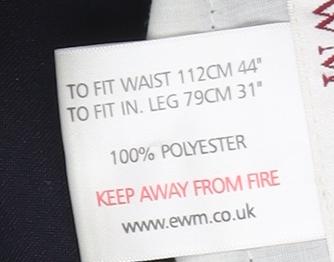 TO FIT WAIST 112CM 44"
TO FIT IN. LEG 79CM 31"
100% POLYESTER
KEEP AWAY FROM FIRE
www.ewm.co.uk